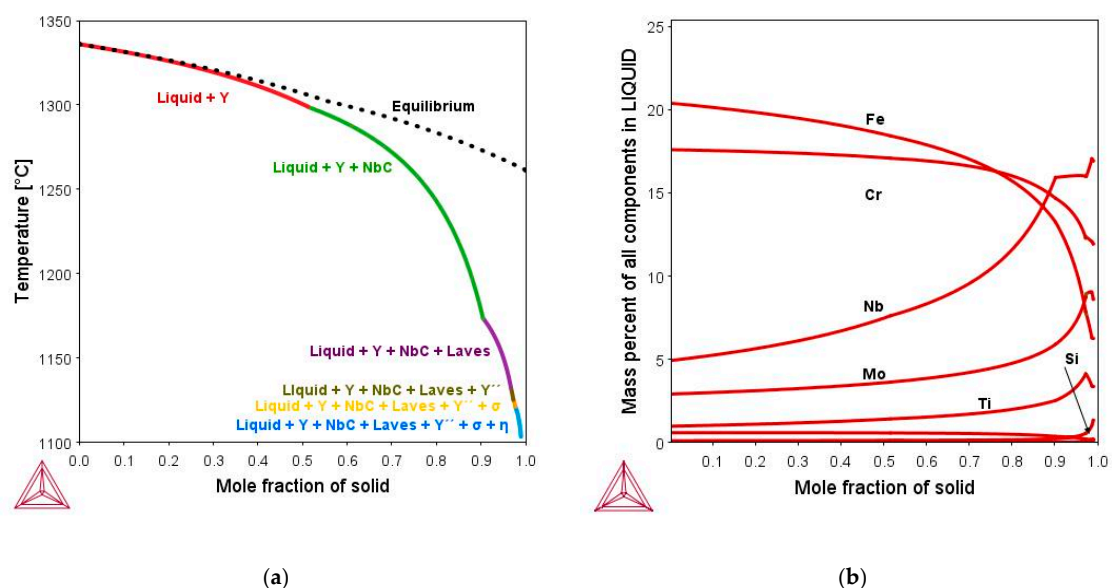 1350
1300
1250
1200
1150
1100
Temperature [°C]
Liquid + Y
Equilibrium
Liquid + Y + NbC
Liquid + Y + NbC + Laves
LIquid + Y + NbC + Laves + Y´´
Liquid + Y + NbC + Laves + Y´´ + σ
Liquid + Y + NbC + Laves + Y´´ + σ + η
0.0 0.1 0.2 0.3 0.4 0.5 0.6 0.7 0.8 0.9 1.0
Mole fraction of solid
(a)
25
20
15
10
5
0
Mass percent of all components in LIQUID
Fe
Cr
Nb
Mo
Si
Ti
0.1 0.2 0.3 0.4 0.5 0.6 0.7 0.8 0.9 1.0
Mole fraction of solid
(b)